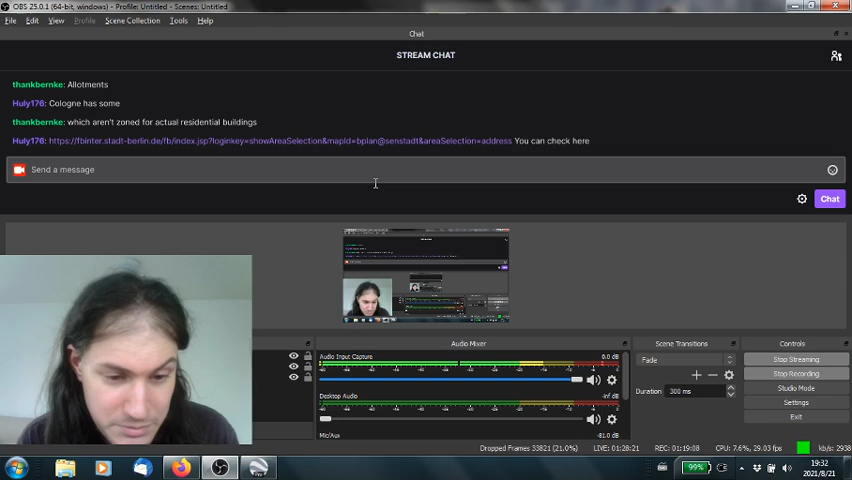 OBS 25.0.1 (64-bit, windows) - Profile: Untitled - Scenes: Untitled
File Edit View Profile Scene Collection Tools Help
Chat
STREAM CHAT
thankbernke: Allotments
Huly176: Cologne has some
thankbernke: which aren't zoned for actual residential buildings
Huly176: https://fbinter.stadt-berlin.de/fb/index.jsp?loginkey=showAreaSelection&mapId=bplan@senstadt&areaSelection=address You can check here
Send a message
Chat
Audio Mixer
Scene Transitions
Controls
Audio Input Capture
0.0 dB
Fade
Stop Streaming
Stop Recording
Duration 300 ms
Studio Mode
Desktop Audio
-inf dB
Settings
Exit
Mic/Aux
-81.0 dB
Dropped Frames 33821 (21.0%)
LIVE: 01:28:21
REC: 01:19:08
CPU: 7.6%, 29.03 fps
kb/s: 2938
99%
19:32
2021/8/21